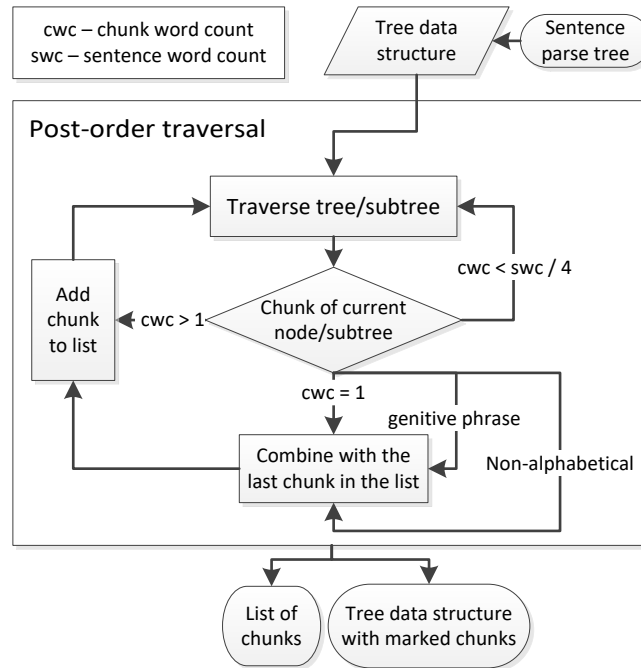 cwc – chunk word count
swc – sentence word count
Tree data
structure
Sentence
parse tree
Post-order traversal
Traverse tree/subtree
cwc < swc / 4
Add
chunk
to list
cwc > 1
Chunk of current
node/subtree
cwc = 1
genitive phrase
Non-alphabetical
Combine with the
last chunk in the list
List of
chunks
Tree data structure
with marked chunks